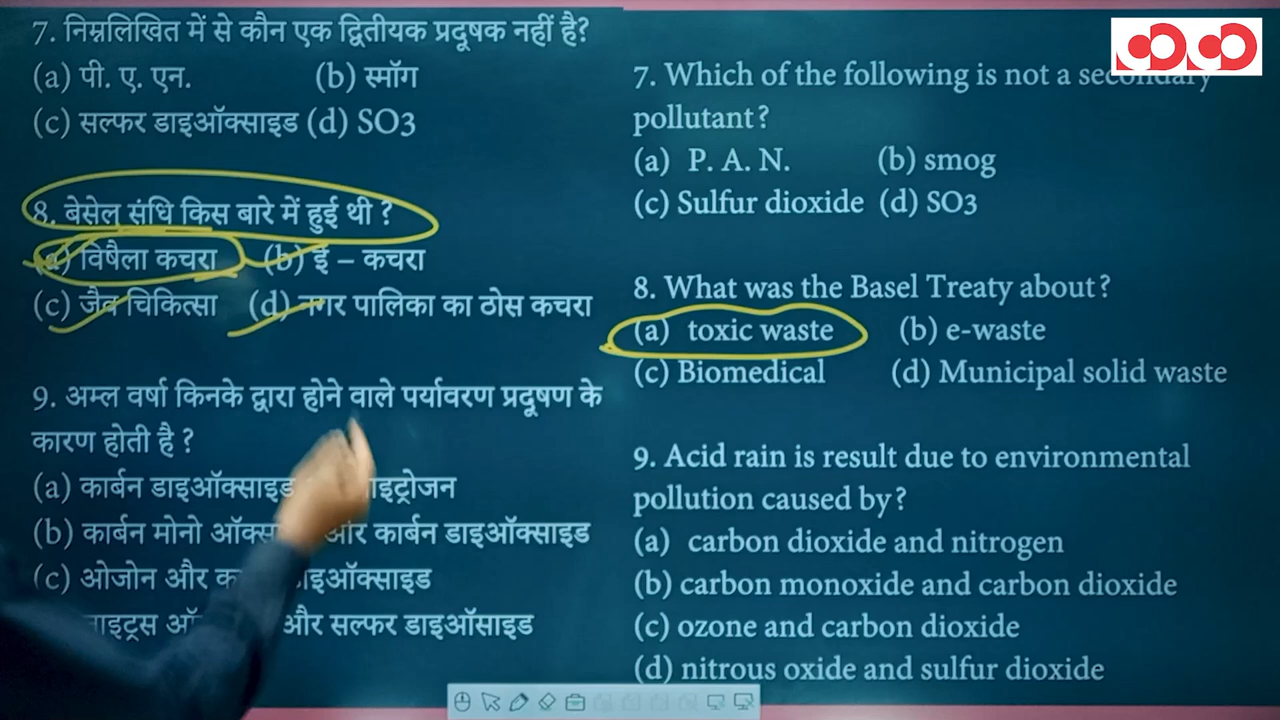 7. निम्नलिखित में से कौन एक द्वितीयक प्रदूषक नहीं है?
(a) पी. ए. एन. (b) स्मॉग
(c) सल्फर डाइऑक्साइड (d) SO3
8. बेसेल संधि किस बारे में हुई थी ?
(a) विषैला कचरा (b) ई – कचरा
(c) जैव चिकित्सा (d) नगर पालिका का ठोस कचरा
9. अम्ल वर्षा किनके द्वारा होने वाले पर्यावरण प्रदूषण के
कारण होती है ?
(a) कार्बन डाइऑक्साइड
(b) कार्बन मोनो और कार्बन डाइऑक्साइड
(c) ओजोन और
और सल्फर डाइऑसाइड
7. Which of the following is not a secondary
pollutant?
(a) P. A. N. (b) smog
(c) Sulfur dioxide (d) SO3
8. What was the Basel Treaty about?
(a) toxic waste (b) e-waste
(c) Biomedical (d) Municipal solid waste
9. Acid rain is result due to environmental
pollution caused by?
(a) carbon dioxide and nitrogen
(b) carbon monoxide and carbon dioxide
(c) ozone and carbon dioxide
(d) nitrous oxide and sulfur dioxide